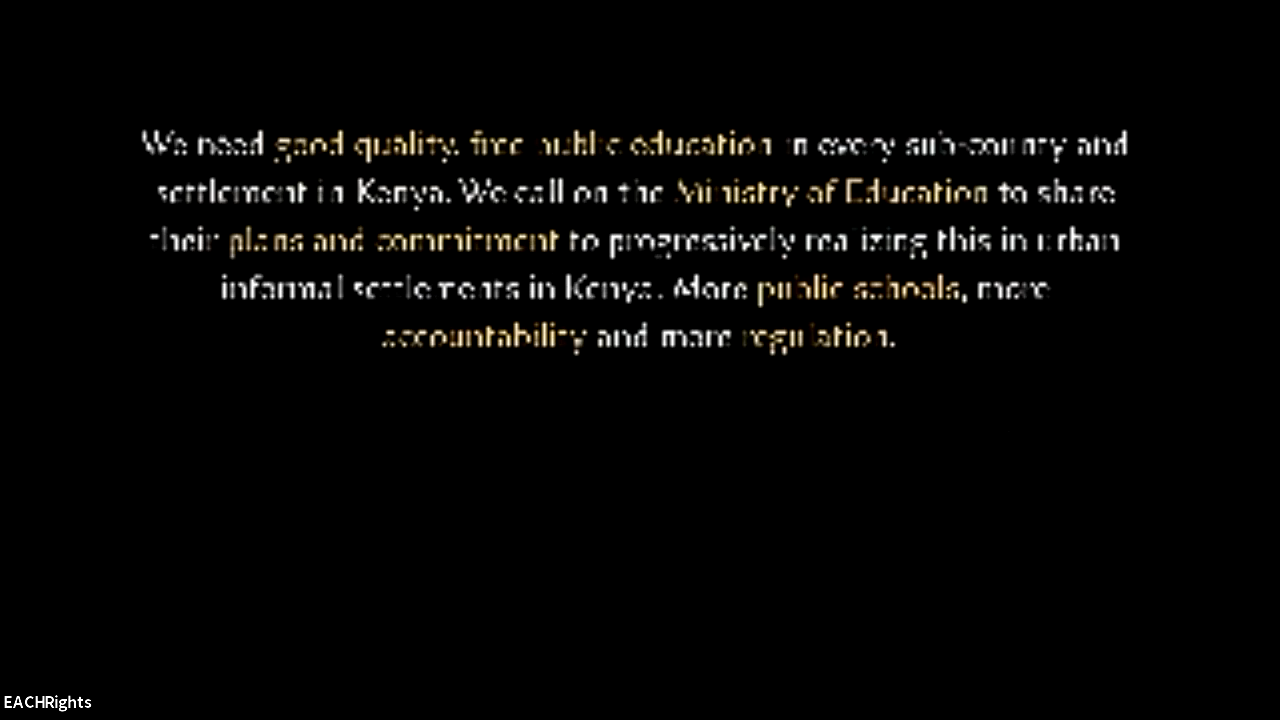 We need good quality, free public education in every sub-county and
settlement in Kenya. We call on the Ministry of Education to share
their plans and commitment to progressively realizing this in urban
informal settlements in Kenya. More public schools, more
accountability and more regulation.
EACHRights